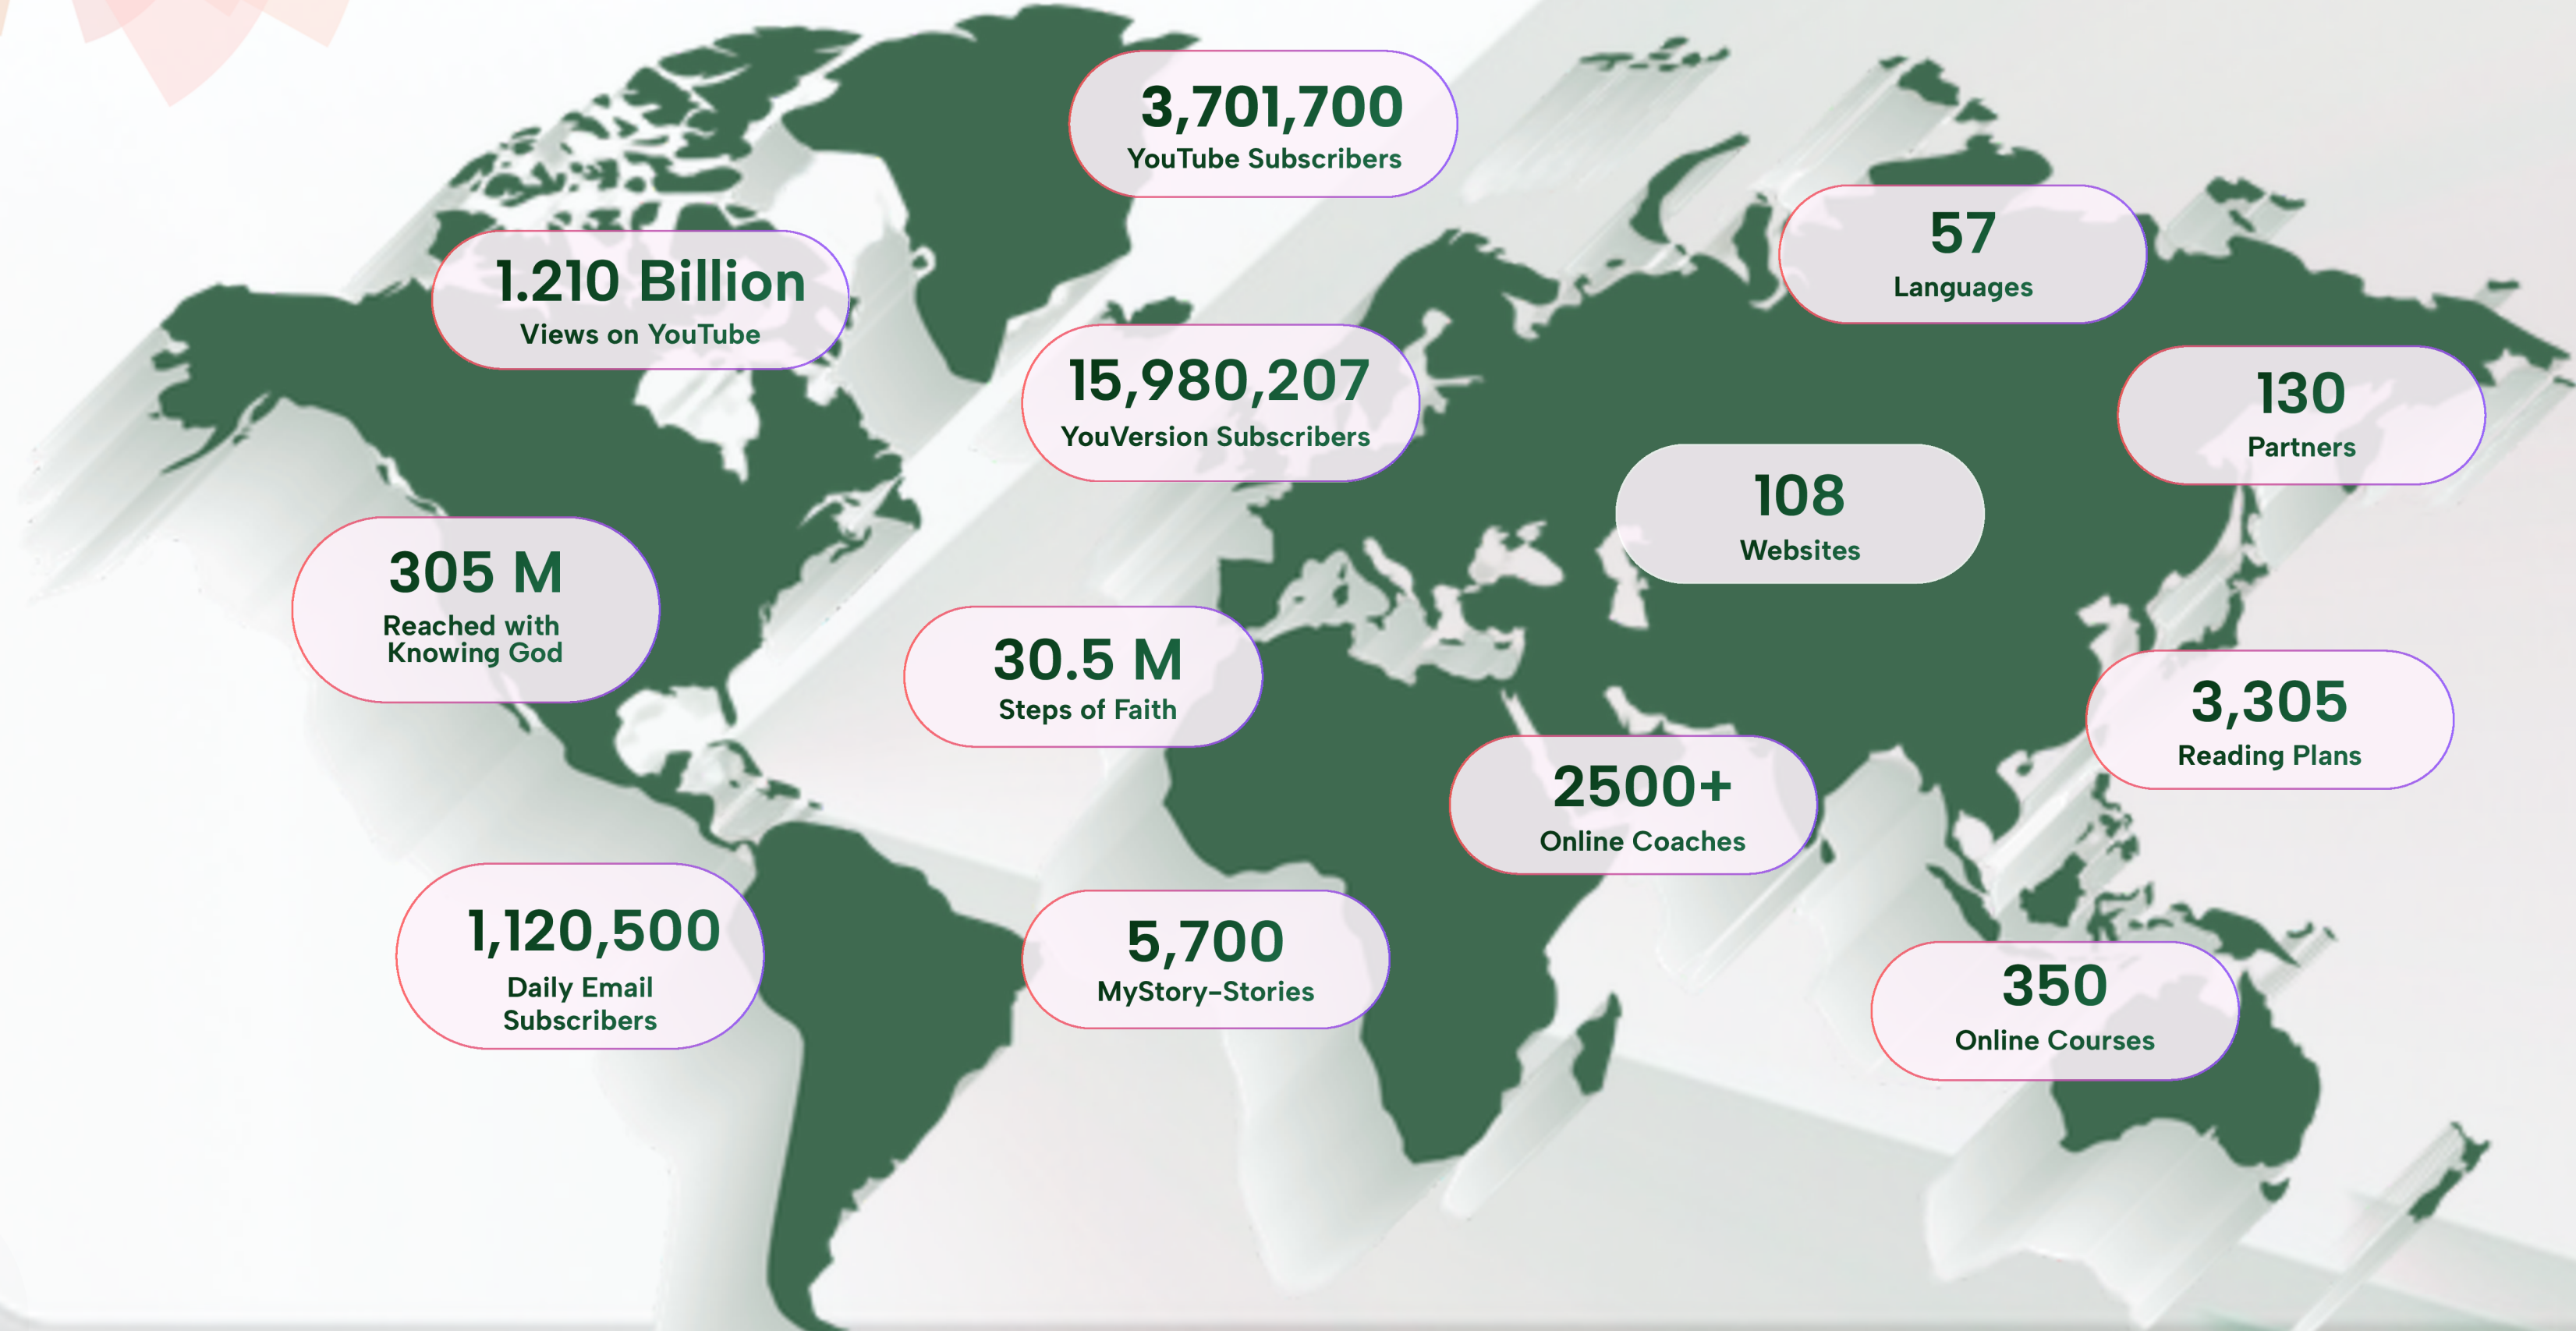 3,701,700
YouTube Subscribers
57
Languages
1.210 Billion
Views on YouTube
15,980,207
YouVersion Subscribers
130
Partners
108
Websites
305 M
Reached with
Knowing God
30.5 M
Steps of Faith
3,305
Reading Plans
2500+
Online Coaches
1,120,500
Daily Email
Subscribers
5,700
MyStory-Stories
350
Online Courses